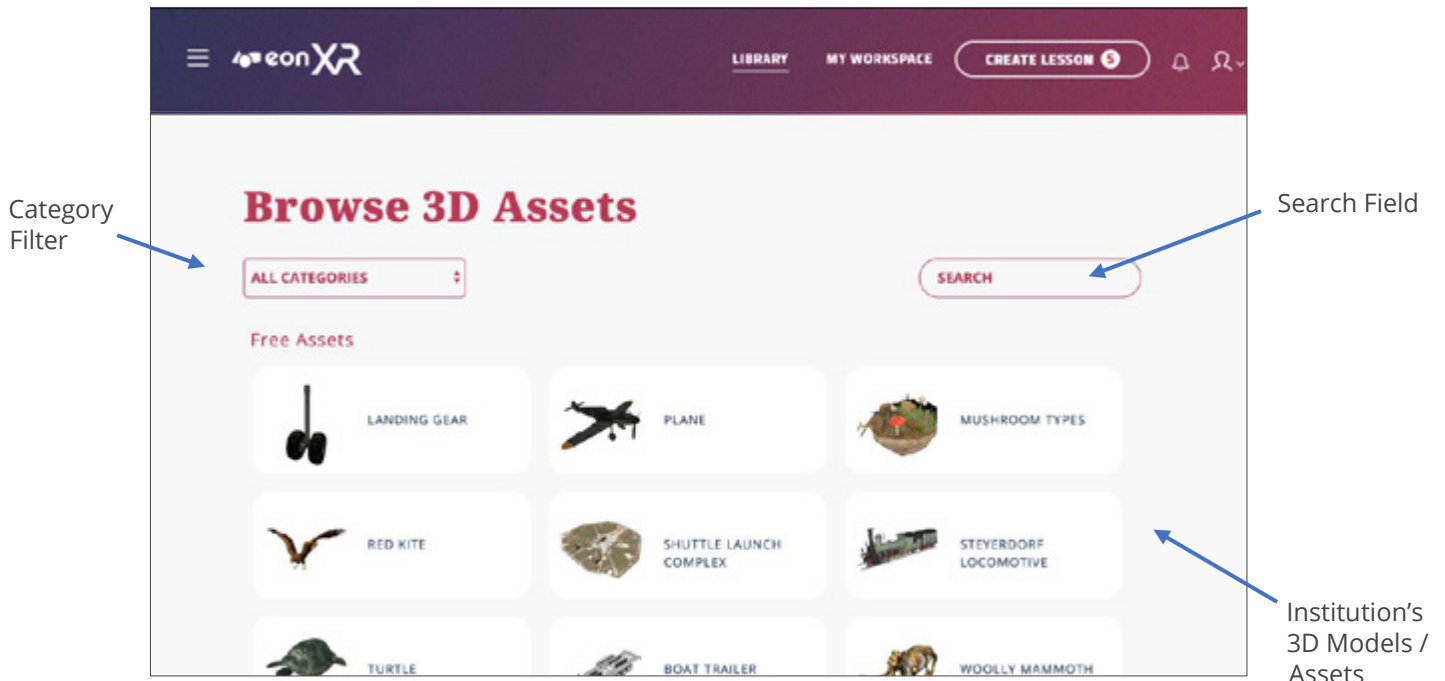 eonXR
LIBRARY
MY WORKSPACE
CREATE LESSON 5
Browse 3D Assets
Category
Filter
Search Field
ALL CATEGORIES
SEARCH
Free Assets
LANDING GEAR
PLANE
MUSHROOM TYPES
RED KITE
SHUTTLE LAUNCH
COMPLEX
STEYERDORF
LOCOMOTIVE
Institution's
3D Models /
Assets
TURTLE
BOAT TRAILER
WOOLLY MAMMOTH